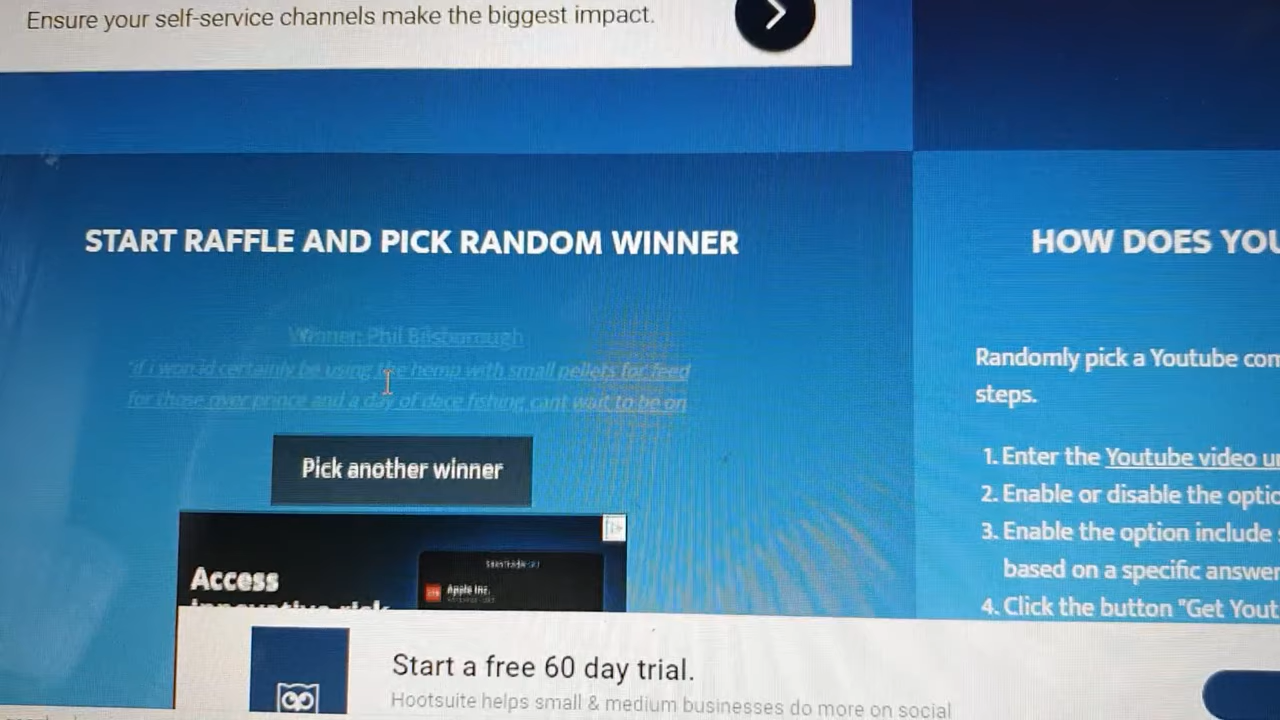 Ensure your self-service channels make the biggest impact.
START RAFFLE AND PICK RANDOM WINNER
Winner: Phil Bilsborough
"if i won id certainly be using the hemp with small pellets for feed
for those over prince and a day of dace fishing cant wait to be on
Pick another winner
Access
Apple Inc.
Start a free 60 day trial.
Hootsuite helps small & medium businesses do more on social
HOW DOES YOU
Randomly pick a Youtube com
steps.
1. Enter the Youtube video u
2. Enable or disable the optio
3. Enable the option include
based on a specific answer
4. Click the button "Get Yout